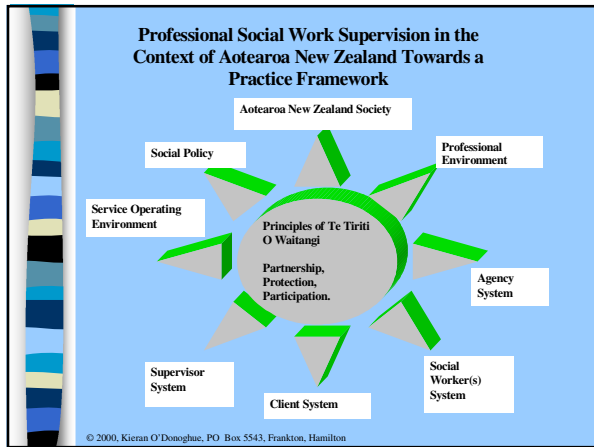 Professional Social Work Supervision in the
Context of Aotearoa New Zealand Towards a
Practice Framework
Aotearoa New Zealand Society
Social Policy
Professional
Environment
Service Operating
Environment
Principles of Te Tiriti
O Waitangi
Partnership,
Protection,
Participation.
Agency
System
Supervisor
System
Client System
Social
Worker(s)
System
© 2000, Kieran O'Donoghue, PO Box 5543, Frankton, Hamilton